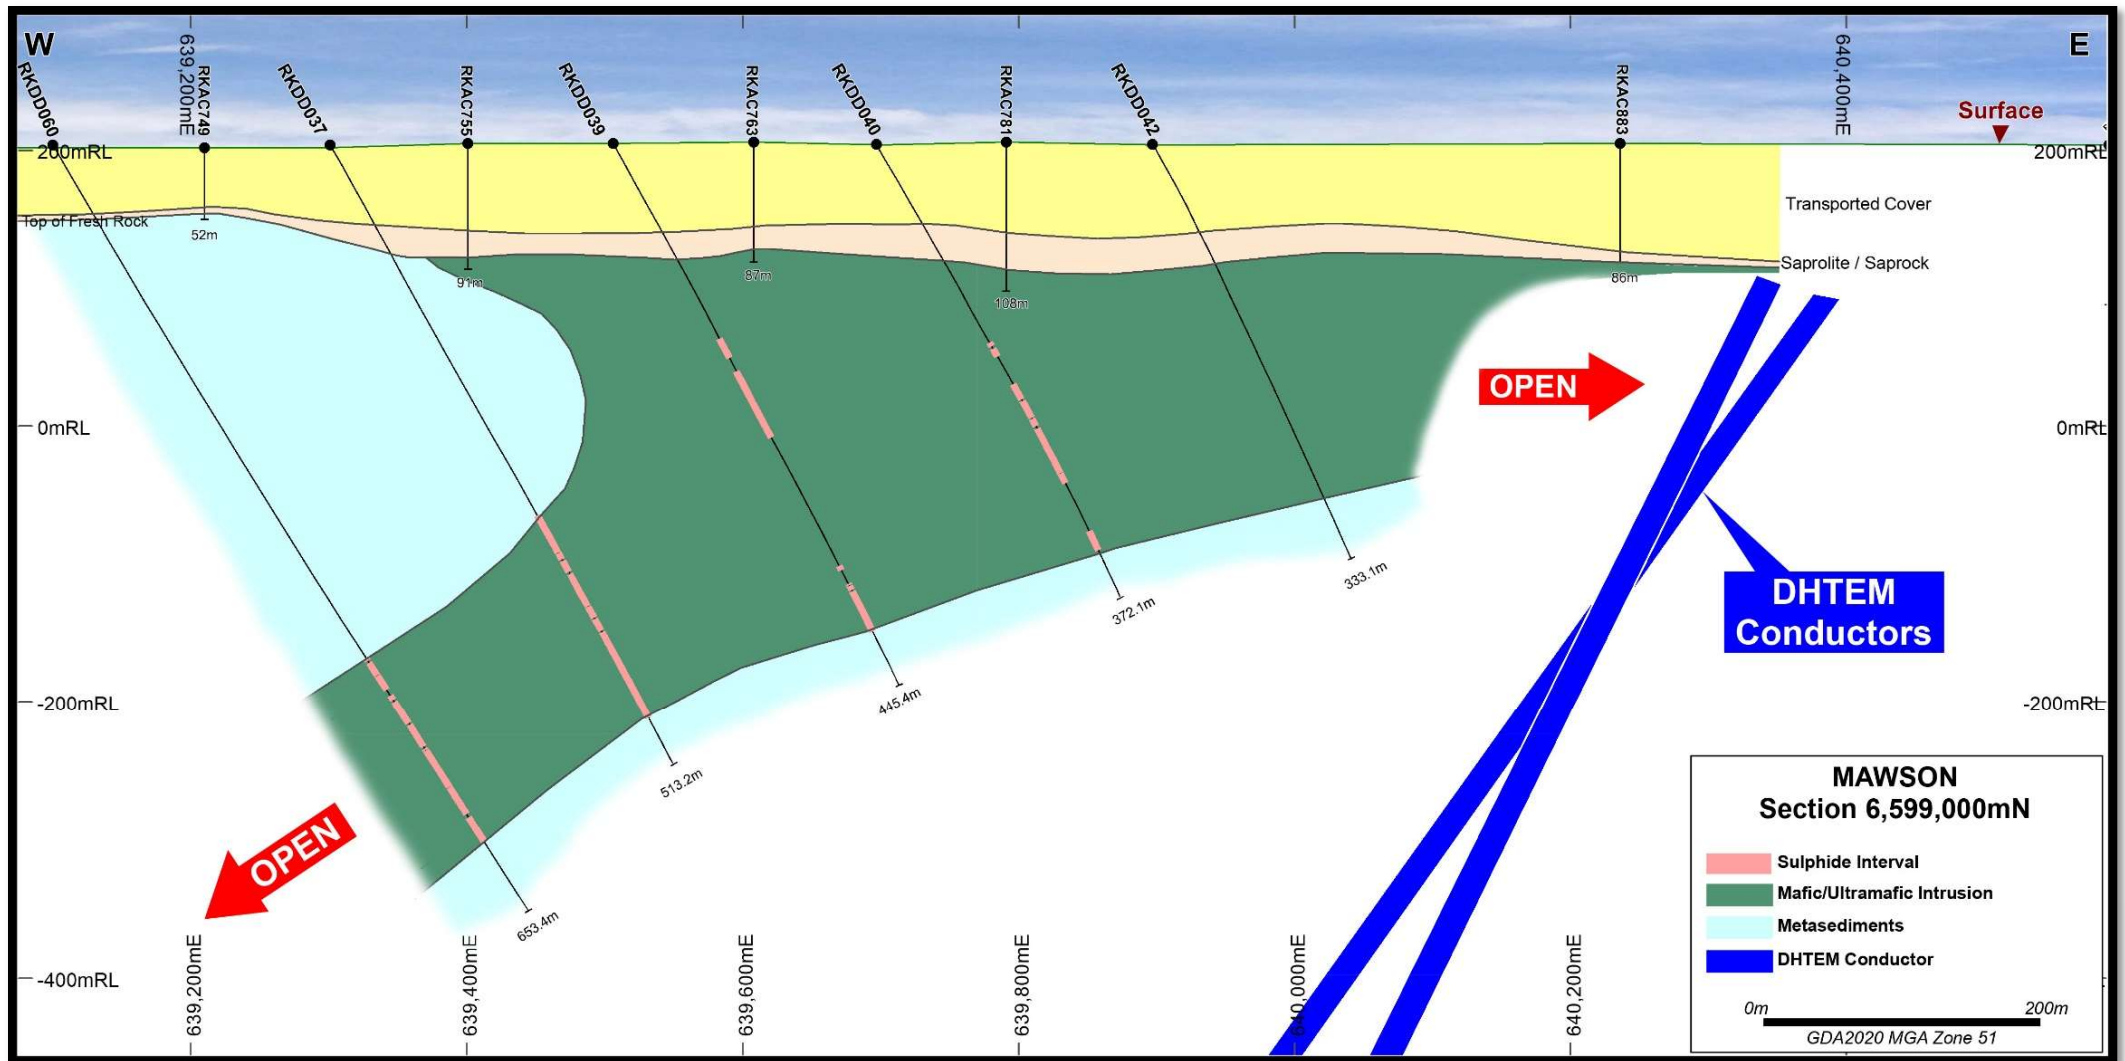 W
E
RKDD060
639,200mE
RKAC749
RKDD037
RKAC755
RKDD039
RKAC763
RKDD040
RKAC781
RKDD042
RKAC883
640,400mE
Surface
200mRL
200mRL
Transported Cover
Top of Fresh Rock
52m
91m
87m
108m
86m
Saprolite / Saprock
OPEN
0mRL
0mRL
DHTEM
Conductors
333.1m
372.1m
445.4m
513.2m
653.4m
-200mRL
-200mRL
OPEN
-400mRL
639,200mE
639,400mE
639,600mE
639,800mE
640,000mE
640,200mE
MAWSON
Section 6,599,000mN
Sulphide Interval
Mafic/Ultramafic Intrusion
Metasediments
DHTEM Conductor
0m 200m
GDA2020 MGA Zone 51